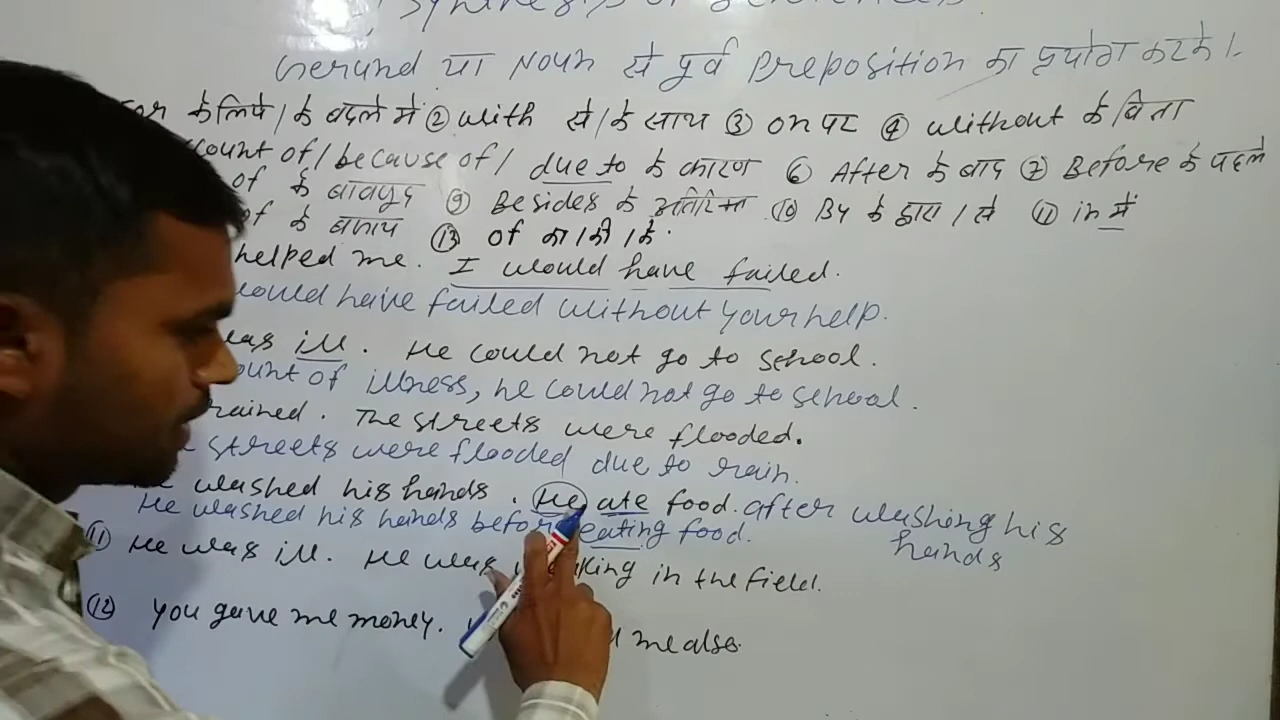 Synthesis of Sentences
Gerund या Noun से पूर्व Preposition का प्रयोग करके।.
के लिये/के बदले में ② with से/के साथ ③ on पर ④ without के बिना
count of/because of/ due to के कारण ⑥ After के बाद ⑦ Before के पहले
of के बावजूद ⑨ Besides के अतिरिक्त ⑩ By के द्वारा/से ⑪ in में
of के बजाय ⑬ of का/की/के.
helped me. I would have failed.
would have failed without your help.
was ill. He could not go to school.
ount of illness, he could not go to school.
rained. The streets were flooded.
streets were flooded due to rain.
He washed his hands. He ate food. after washing his hands
He washed his hands before eating food.
⑪ He was ill. He was in the field.
⑫ You gave me money. me also.